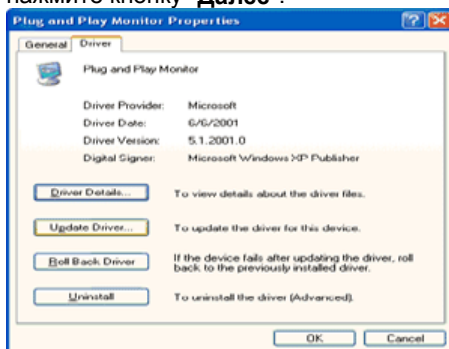 нажмите кнопку "Далее".
Plug and Play Monitor Properties
General Driver
Plug and Play Monitor
Driver Provider: Microsoft
Driver Date: 6/6/2001
Driver Version: 5.1.2001.0
Digital Signer: Microsoft Windows XP Publisher
Driver Details... To view details about the driver files.
Update Driver... To update the driver for this device.
Roll Back Driver If the device fails after updating the driver, roll
back to the previously installed driver.
Uninstall To uninstall the driver (Advanced).
OK Cancel